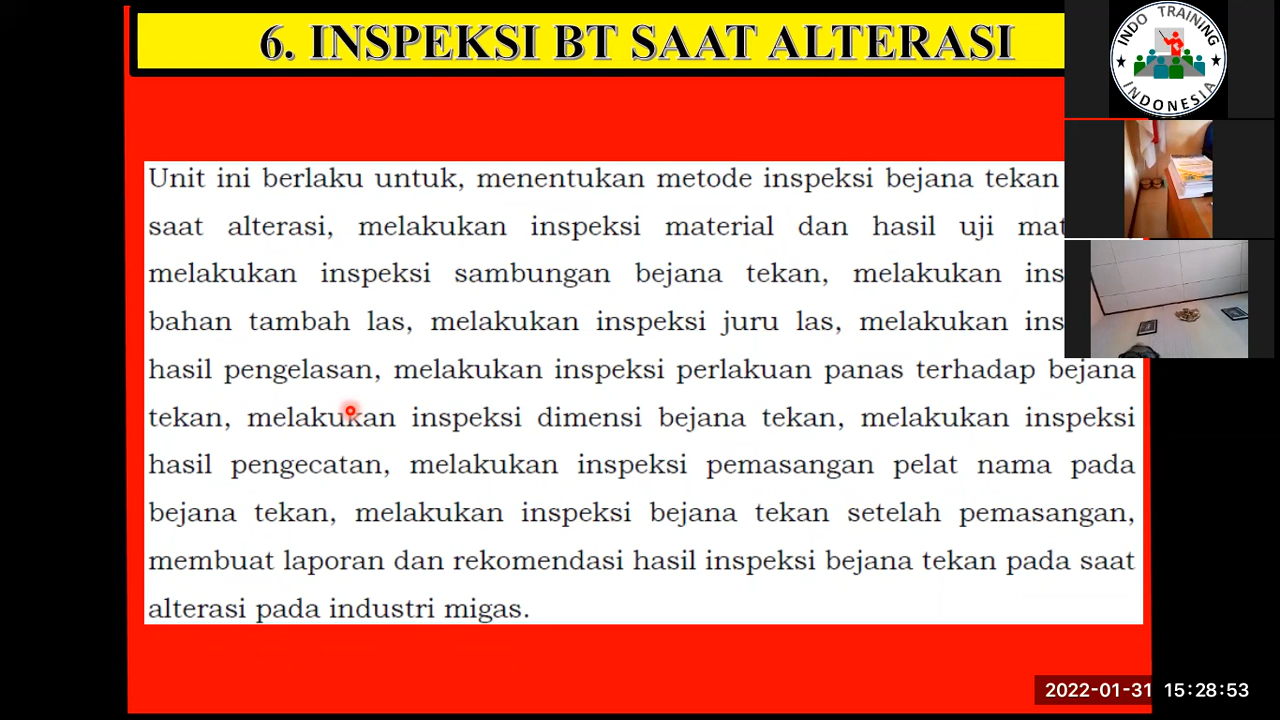 6. INSPEKSI BT SAAT ALTERASI
INDO TRAINING
INDONESIA
Unit ini berlaku untuk, menentukan metode inspeksi bejana tekan
saat alterasi, melakukan inspeksi material dan hasil uji
melakukan inspeksi sambungan bejana tekan, melakukan
bahan tambah las, melakukan inspeksi juru las, melakukan
hasil pengelasan, melakukan inspeksi perlakuan panas terhadap bejana
tekan, melakukan inspeksi dimensi bejana tekan, melakukan inspeksi
hasil pengecatan, melakukan inspeksi pemasangan pelat nama pada
bejana tekan, melakukan inspeksi bejana tekan setelah pemasangan,
membuat laporan dan rekomendasi hasil inspeksi bejana tekan pada saat
alterasi pada industri migas.
2022-01-31 15:28:53